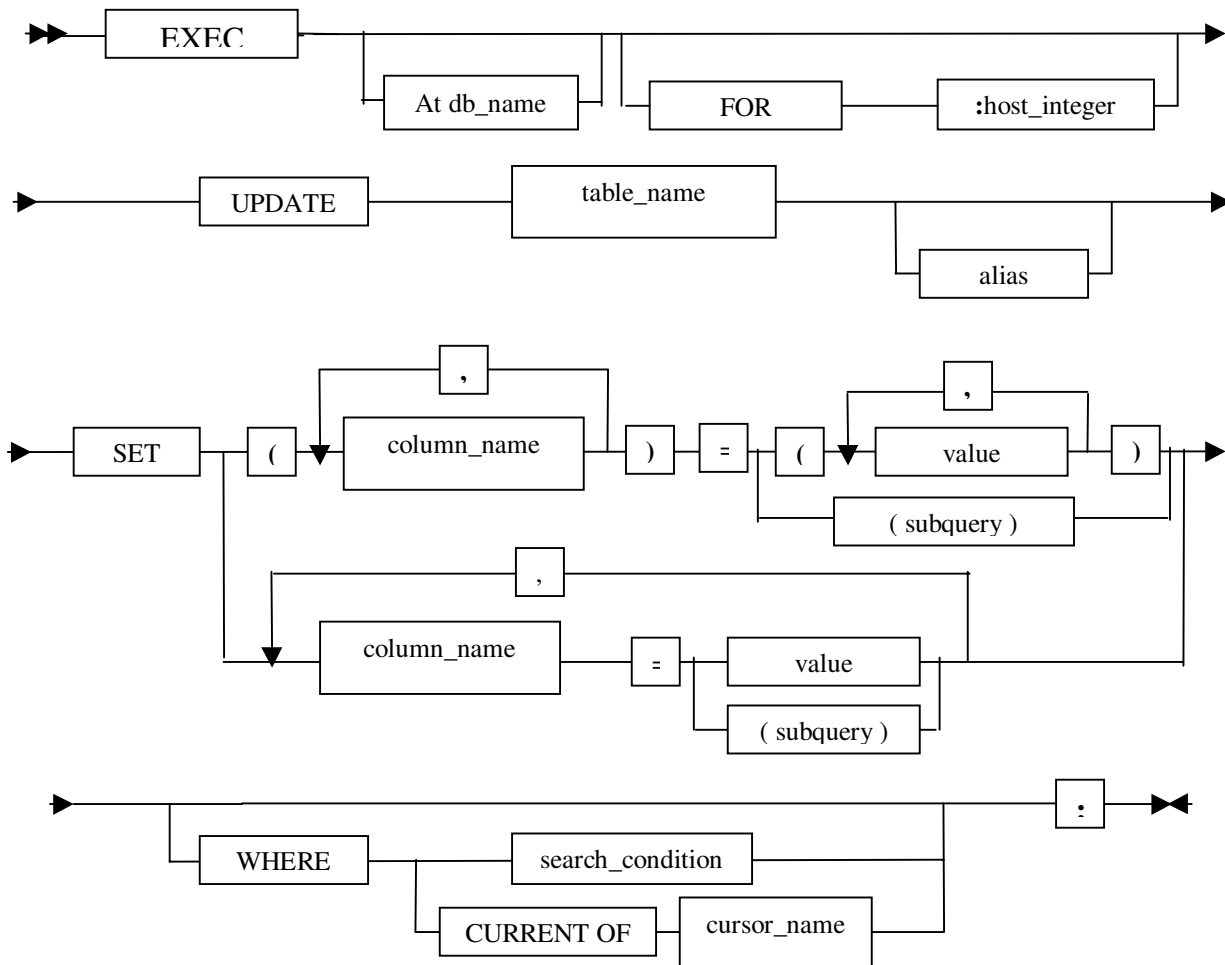 EXEC
At db_name
FOR
:host_integer
UPDATE
table_name
alias
,
,
SET
(
column_name
)
=
(
value
)
( subquery )
,
column_name
=
value
( subquery )
WHERE
search_condition
CURRENT OF
cursor_name